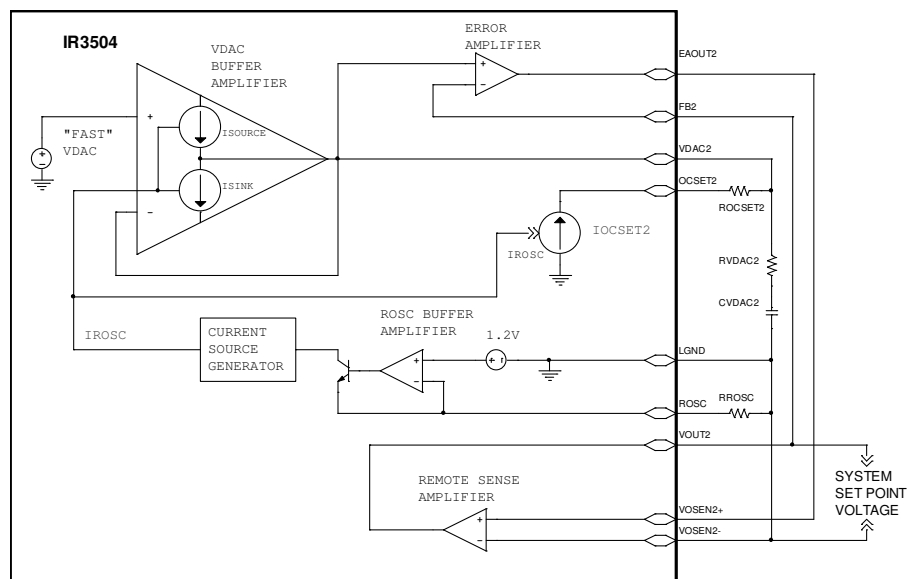 IR3504
ERROR
AMPLIFIER
VDAC
BUFFER
AMPLIFIER
EAOUT2
+
-
FB2
"FAST"
VDAC
+
-
+
-
ISOURCE
ISINK
VDAC2
OCSET2
ROCSET2
IROSC
IOCSET2
RVDAC2
CVDAC2
ROSC BUFFER
AMPLIFIER
1.2V
IROSC
CURRENT
SOURCE
GENERATOR
+
-
+ -
LGND
ROSC
RROSC
VOUT2
REMOTE SENSE
AMPLIFIER
SYSTEM
SET POINT
VOLTAGE
+
-
VOSEN2+
VOSEN2-